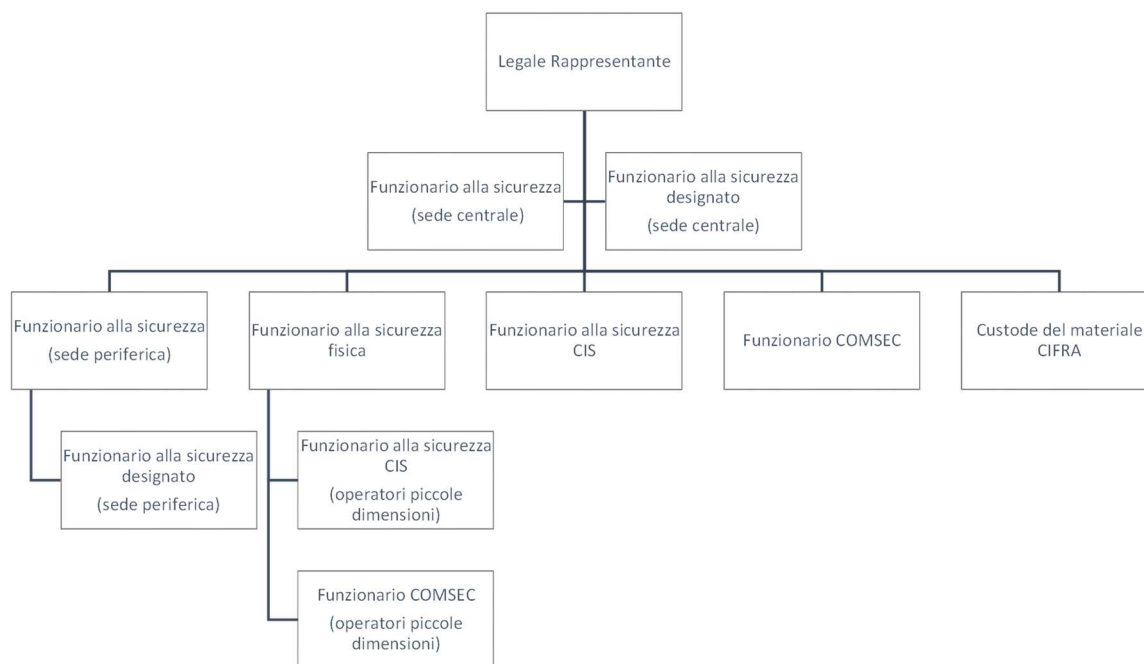 Legale Rappresentante
Funzionario alla sicurezza
(sede centrale)
Funzionario alla sicurezza
designato
(sede centrale)
Funzionario alla sicurezza
(sede periferica)
Funzionario alla sicurezza
fisica
Funzionario alla sicurezza
CIS
Funzionario COMSEC
Custode del materiale
CIFRA
Funzionario alla sicurezza
designato
(sede periferica)
Funzionario alla sicurezza
CIS
(operatori piccole
dimensioni)
Funzionario COMSEC
(operatori piccole
dimensioni)